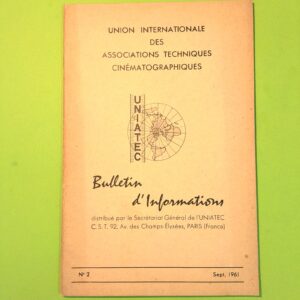 UNION INTERNATIONALE
DES
ASSOCIATIONS TECHNIQUES
CINÉMATOGRAPHIQUES
UNIATEC
Bulletin
d'Informations
distribué par le Secrétariat Général de l'UNIATEC
C.S.T. 92, Av. des Champs-Élysées, PARIS (France)
N° 2
Sept. 1961